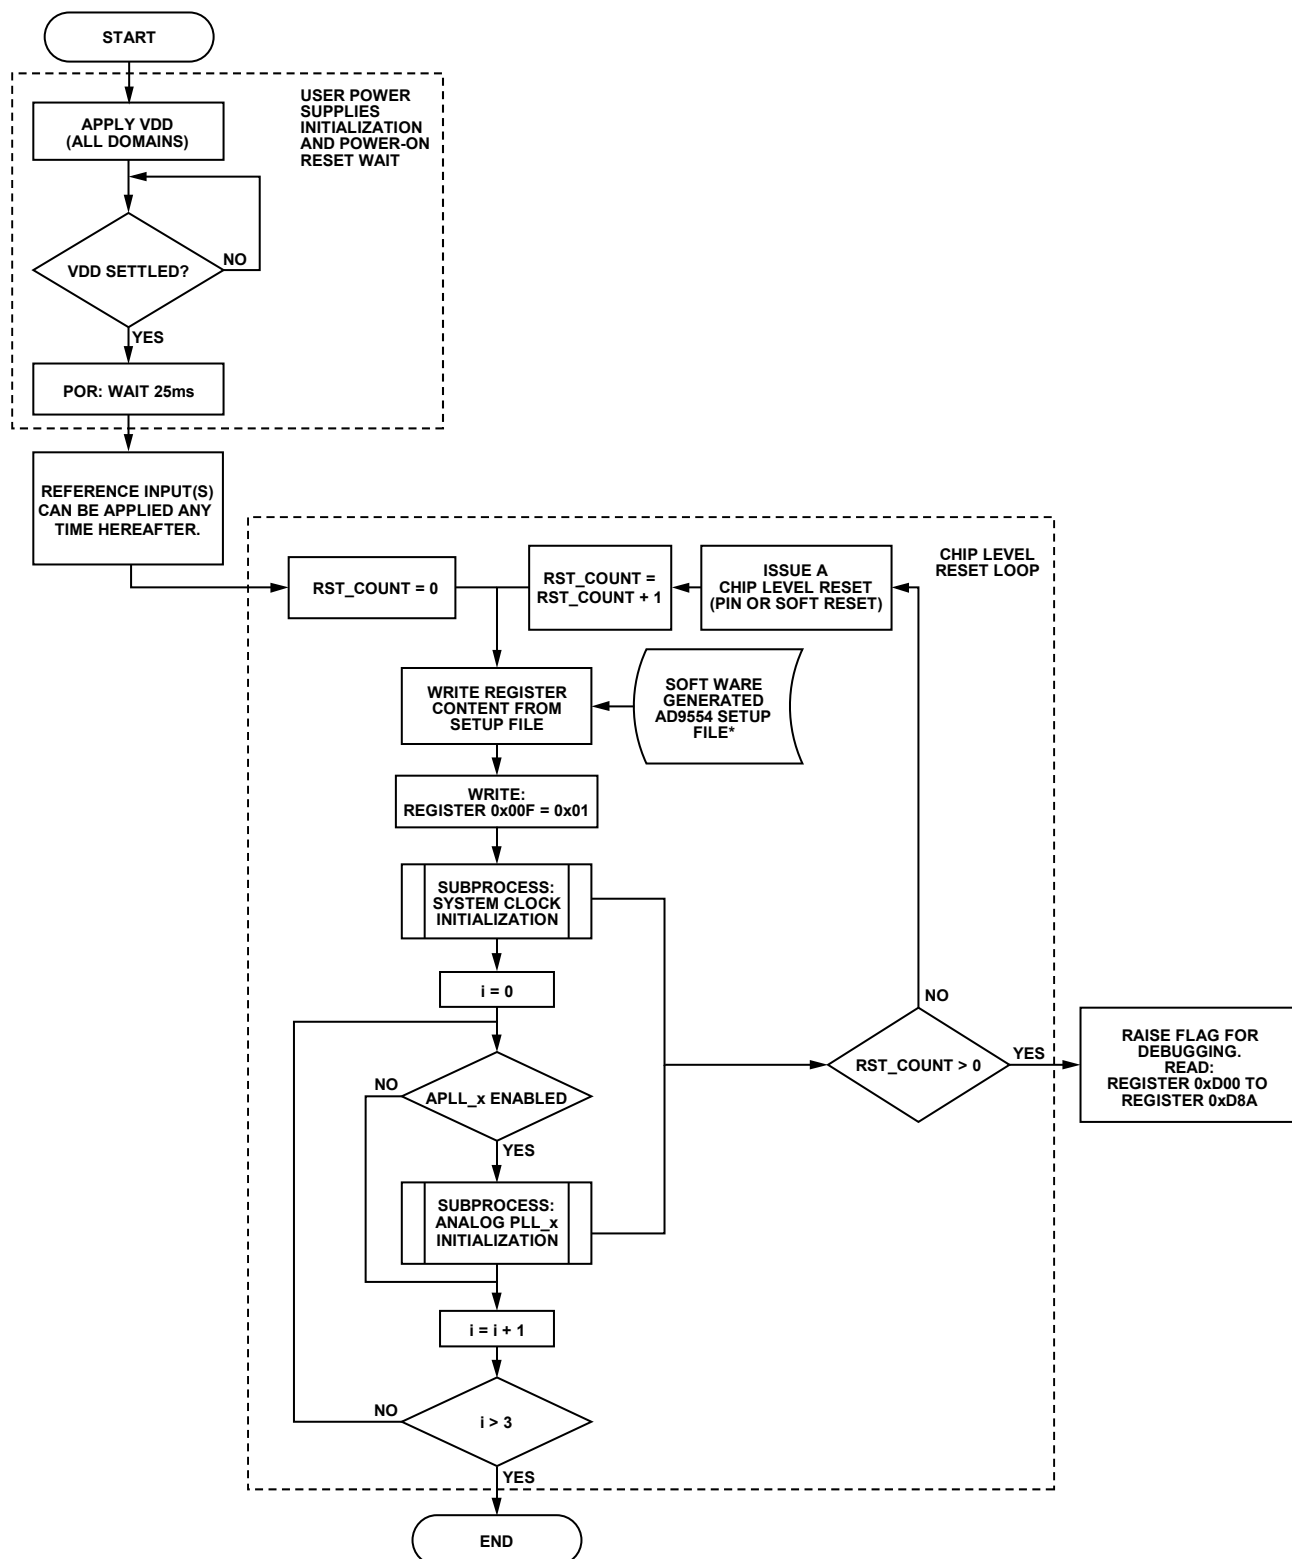 START
USER POWER
SUPPLIES
INITIALIZATION
AND POWER-ON
RESET WAIT
APPLY VDD
(ALL DOMAINS)
NO
VDD SETTLED?
YES
POR: WAIT 25ms
REFERENCE INPUT(S)
CAN BE APPLIED ANY
TIME HEREAFTER.
CHIP LEVEL
RESET LOOP
RST_COUNT = 0
RST_COUNT =
RST_COUNT + 1
ISSUE A
CHIP LEVEL RESET
(PIN OR SOFT RESET)
WRITE REGISTER
CONTENT FROM
SETUP FILE
SOFT WARE
GENERATED
AD9554 SETUP
FILE*
WRITE:
REGISTER 0x00F = 0x01
SUBPROCESS:
SYSTEM CLOCK
INITIALIZATION
i = 0
NO
RST_COUNT > 0
YES
RAISE FLAG FOR
DEBUGGING.
READ:
REGISTER 0xD00 TO
REGISTER 0xD8A
NO
APLL_x ENABLED
YES
SUBPROCESS:
ANALOG PLL_x
INITIALIZATION
i = i + 1
NO
i > 3
YES
END